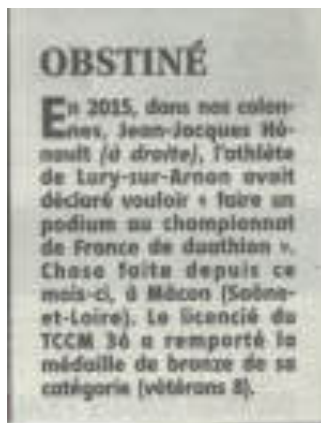 OBSTINÉ
En 2015, dans nos colon-
nes, Jean-Jacques Hé-
nault (à droite), l'athlète
de Lury-sur-Arnon avait
déclaré vouloir « faire un
podium au championnat
de France de duathlon ».
Chose faite depuis ce
mois-ci, à Mâcon (Saône-
et-Loire). Le licencié du
TCCM 36 a remporté la
médaille de bronze de sa
catégorie (vétérans 8).